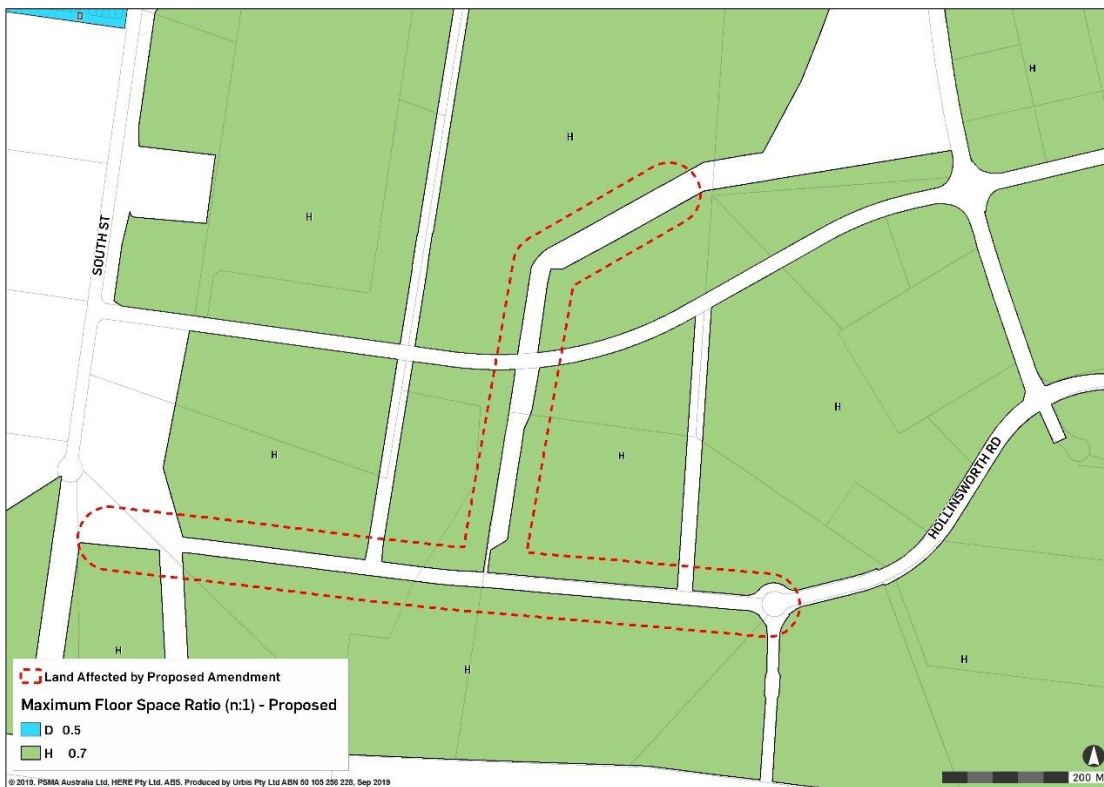 D
H
H
H
SOUTH ST
H
H
H
HOLLINSWORTH RD
H
H
H
Land Affected by Proposed Amendment
Maximum Floor Space Ratio (n:1) - Proposed
D 0.5
H 0.7
200 M
© 2019. PSMA Australia Ltd, HERE Pty Ltd. ABS. Produced by Urbis Pty Ltd ABN 50 105 256 228, Sep 2019